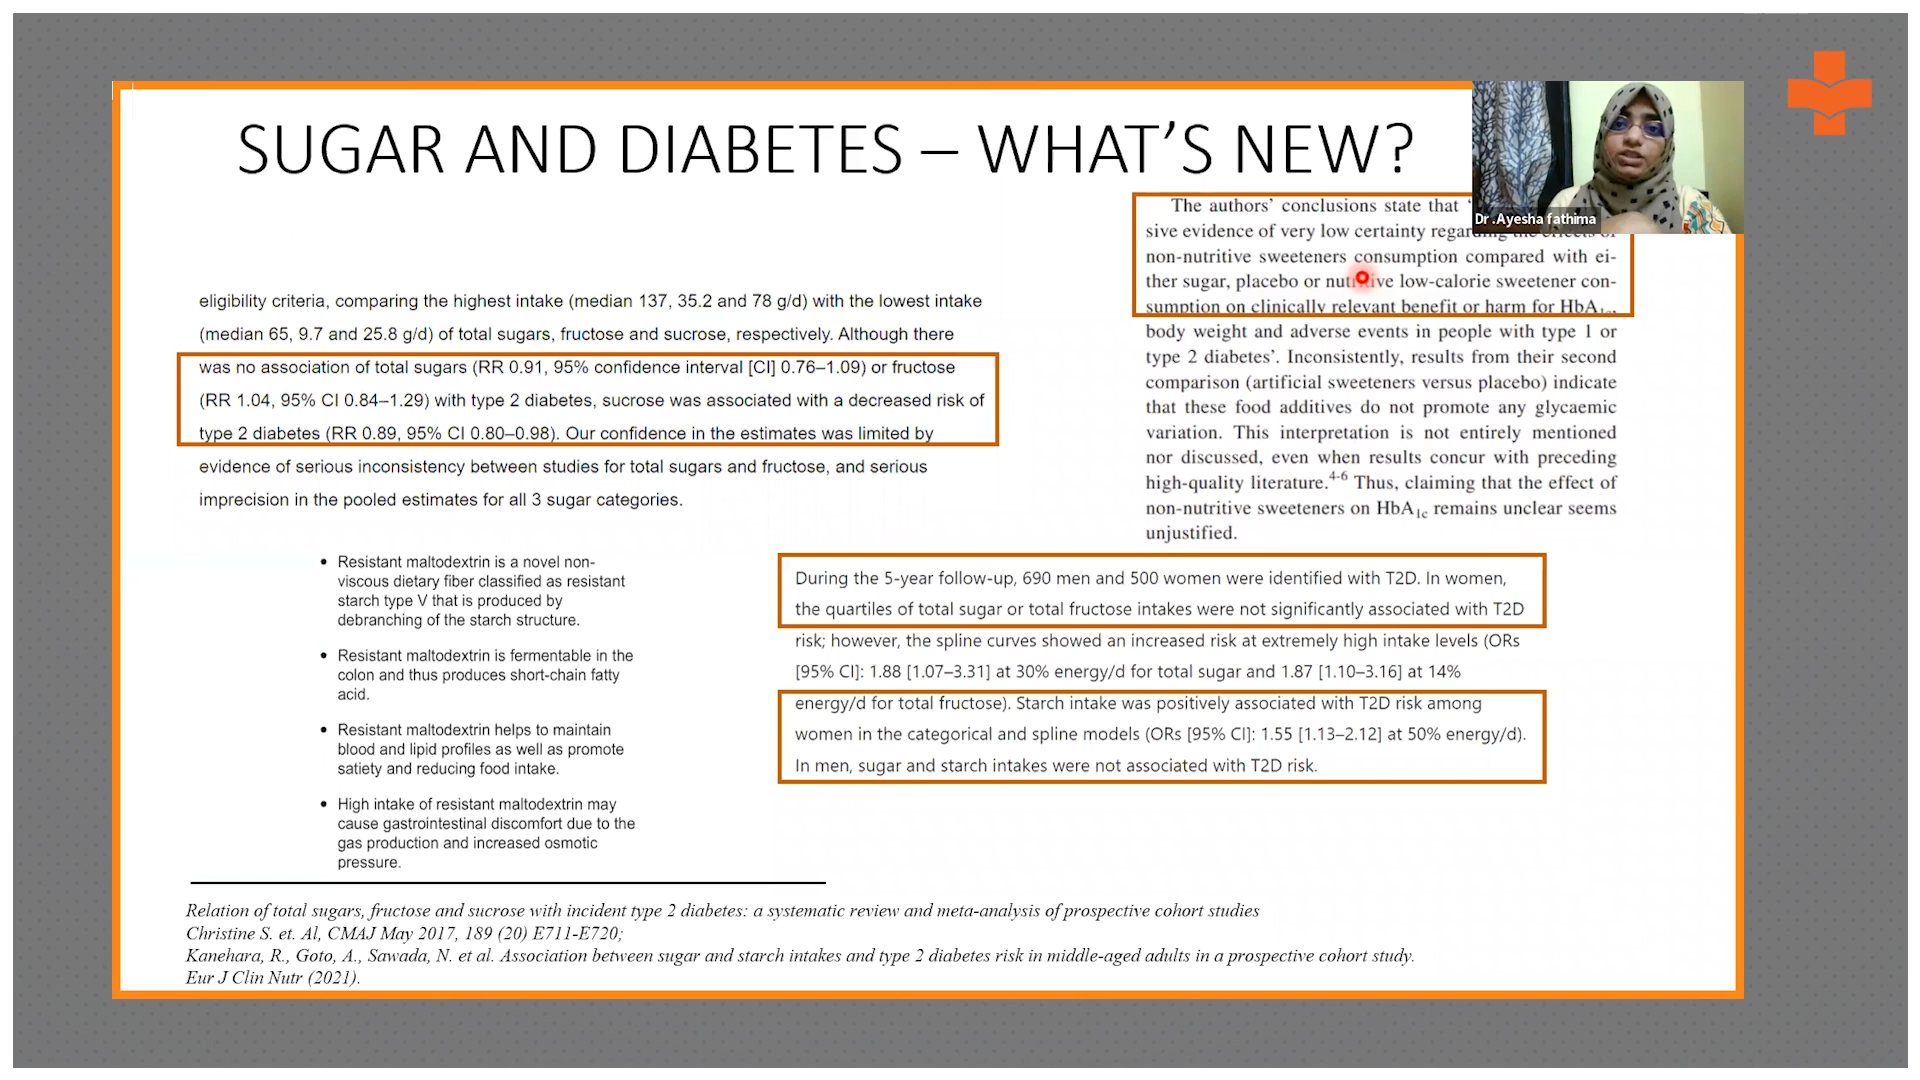 SUGAR AND DIABETES – WHAT'S NEW?
Dr .Ayesha fathima
The authors' conclusions state that
sive evidence of very low certainty regarding the effects of
non-nutritive sweeteners consumption compared with ei-
ther sugar, placebo or nutritive low-calorie sweetener con-
sumption on clinically relevant benefit or harm for HbA1c,
body weight and adverse events in people with type 1 or
type 2 diabetes'. Inconsistently, results from their second
comparison (artificial sweeteners versus placebo) indicate
that these food additives do not promote any glycaemic
variation. This interpretation is not entirely mentioned
nor discussed, even when results concur with preceding
high-quality literature.4-6 Thus, claiming that the effect of
non-nutritive sweeteners on HbA1c remains unclear seems
unjustified.
eligibility criteria, comparing the highest intake (median 137, 35.2 and 78 g/d) with the lowest intake
(median 65, 9.7 and 25.8 g/d) of total sugars, fructose and sucrose, respectively. Although there
was no association of total sugars (RR 0.91, 95% confidence interval [CI] 0.76–1.09) or fructose
(RR 1.04, 95% CI 0.84–1.29) with type 2 diabetes, sucrose was associated with a decreased risk of
type 2 diabetes (RR 0.89, 95% CI 0.80–0.98). Our confidence in the estimates was limited by
evidence of serious inconsistency between studies for total sugars and fructose, and serious
imprecision in the pooled estimates for all 3 sugar categories.
• Resistant maltodextrin is a novel non-
viscous dietary fiber classified as resistant
starch type V that is produced by
debranching of the starch structure.
• Resistant maltodextrin is fermentable in the
colon and thus produces short-chain fatty
acid.
• Resistant maltodextrin helps to maintain
blood and lipid profiles as well as promote
satiety and reducing food intake.
• High intake of resistant maltodextrin may
cause gastrointestinal discomfort due to the
gas production and increased osmotic
pressure.
During the 5-year follow-up, 690 men and 500 women were identified with T2D. In women,
the quartiles of total sugar or total fructose intakes were not significantly associated with T2D
risk; however, the spline curves showed an increased risk at extremely high intake levels (ORs
[95% CI]: 1.88 [1.07–3.31] at 30% energy/d for total sugar and 1.87 [1.10–3.16] at 14%
energy/d for total fructose). Starch intake was positively associated with T2D risk among
women in the categorical and spline models (ORs [95% CI]: 1.55 [1.13–2.12] at 50% energy/d).
In men, sugar and starch intakes were not associated with T2D risk.
Relation of total sugars, fructose and sucrose with incident type 2 diabetes: a systematic review and meta-analysis of prospective cohort studies
Christine S. et. Al, CMAJ May 2017, 189 (20) E711-E720;
Kanehara, R., Goto, A., Sawada, N. et al. Association between sugar and starch intakes and type 2 diabetes risk in middle-aged adults in a prospective cohort study.
Eur J Clin Nutr (2021).